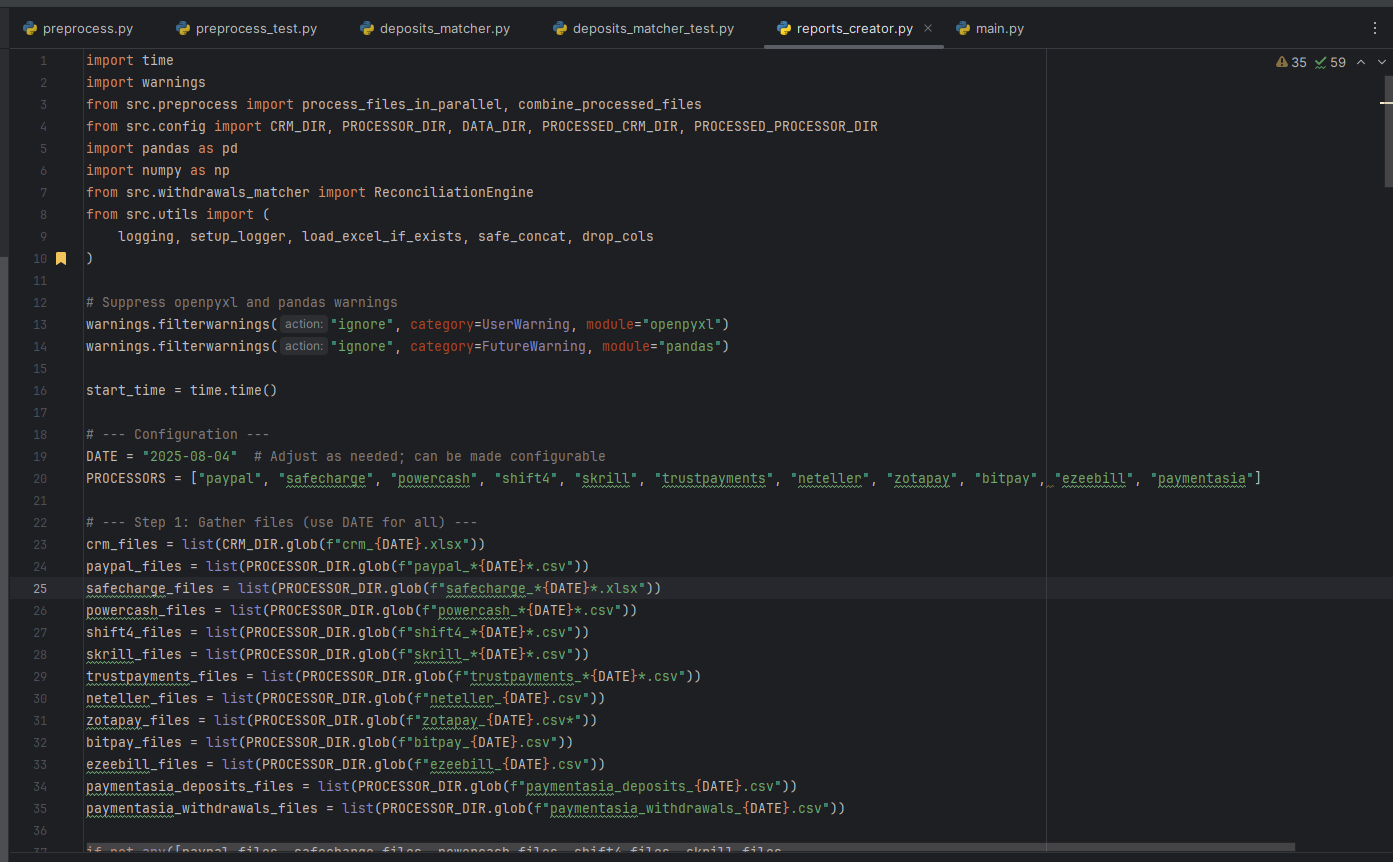 preprocess.py preprocess_test.py deposits_matcher.py deposits_matcher_test.py reports_creator.py main.py
35 59
1 import time
2 import warnings
3 from src.preprocess import process_files_in_parallel, combine_processed_files
4 from src.config import CRM_DIR, PROCESSOR_DIR, DATA_DIR, PROCESSED_CRM_DIR, PROCESSED_PROCESSOR_DIR
5 import pandas as pd
6 import numpy as np
7 from src.withdrawals_matcher import ReconciliationEngine
8 from src.utils import (
9     logging, setup_logger, load_excel_if_exists, safe_concat, drop_cols
10 )
11
12 # Suppress openpyxl and pandas warnings
13 warnings.filterwarnings( action: "ignore", category=UserWarning, module="openpyxl")
14 warnings.filterwarnings( action: "ignore", category=FutureWarning, module="pandas")
15
16 start_time = time.time()
17
18 # --- Configuration ---
19 DATE = "2025-08-04"  # Adjust as needed; can be made configurable
20 PROCESSORS = ["paypal", "safecharge", "powercash", "shift4", "skrill", "trustpayments", "neteller", "zotapay", "bitpay", "ezeebill", "paymentasia"]
21
22 # --- Step 1: Gather files (use DATE for all) ---
23 crm_files = list(CRM_DIR.glob(f"crm_{DATE}.xlsx"))
24 paypal_files = list(PROCESSOR_DIR.glob(f"paypal_*{DATE}*.csv"))
25 safecharge_files = list(PROCESSOR_DIR.glob(f"safecharge_*{DATE}*.xlsx"))
26 powercash_files = list(PROCESSOR_DIR.glob(f"powercash_*{DATE}*.csv"))
27 shift4_files = list(PROCESSOR_DIR.glob(f"shift4_*{DATE}*.csv"))
28 skrill_files = list(PROCESSOR_DIR.glob(f"skrill_*{DATE}*.csv"))
29 trustpayments_files = list(PROCESSOR_DIR.glob(f"trustpayments_*{DATE}*.csv"))
30 neteller_files = list(PROCESSOR_DIR.glob(f"neteller_{DATE}.csv"))
31 zotapay_files = list(PROCESSOR_DIR.glob(f"zotapay_{DATE}.csv*"))
32 bitpay_files = list(PROCESSOR_DIR.glob(f"bitpay_{DATE}.csv"))
33 ezeebill_files = list(PROCESSOR_DIR.glob(f"ezeebill_{DATE}.csv"))
34 paymentasia_deposits_files = list(PROCESSOR_DIR.glob(f"paymentasia_deposits_{DATE}.csv"))
35 paymentasia_withdrawals_files = list(PROCESSOR_DIR.glob(f"paymentasia_withdrawals_{DATE}.csv"))
36
37 if not any([paypal_files, safecharge_files, powercash_files, shift4_files, skrill_files,